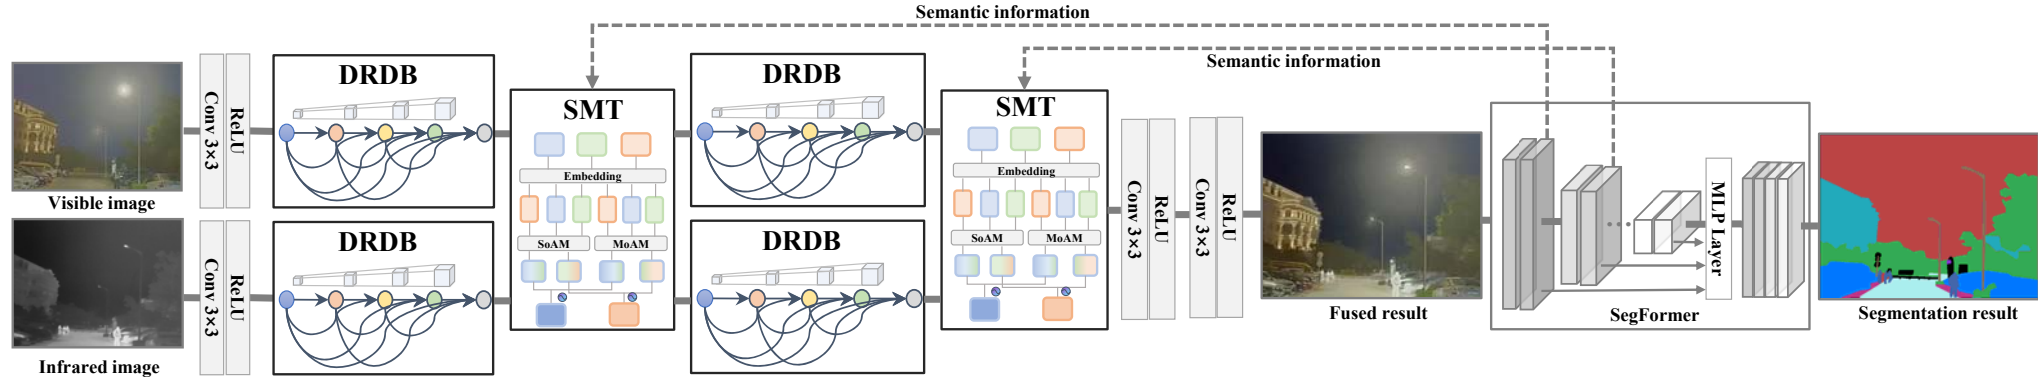 Semantic information
Semantic information
Visible image
Conv 3×3
ReLU
DRDB
Infrared image
Conv 3×3
ReLU
DRDB
SMT
Embedding
SoAM
MoAM
DRDB
DRDB
SMT
Embedding
SoAM
MoAM
Conv 3×3
ReLU
Conv 3×3
ReLU
Fused result
MLP Layer
SegFormer
Segmentation result